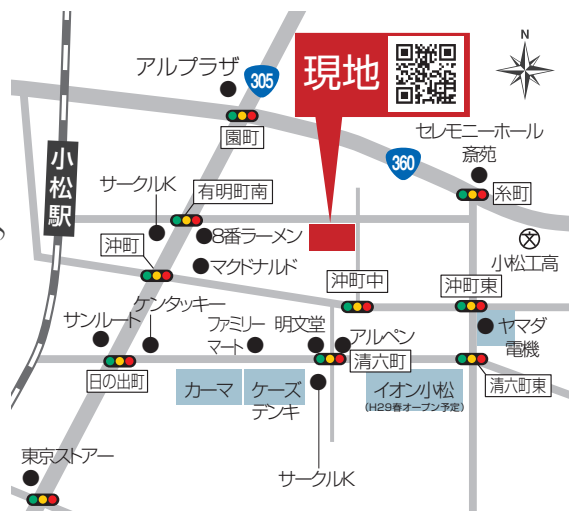 アルプラザ
305
現地
N
園町
360
セレモニーホール
斎苑
小松駅
サークルK
有明町南
糸町
8番ラーメン
沖町
マクドナルド
小松工高
沖町中
沖町東
サンルート
ケンタッキー
ファミリー
マート
明文堂
アルペン
ヤマダ
電機
日の出町
清六町
清六町東
カーマ
ケーズ
デンキ
イオン小松
(H29春オープン予定)
東京ストアー
サークルK